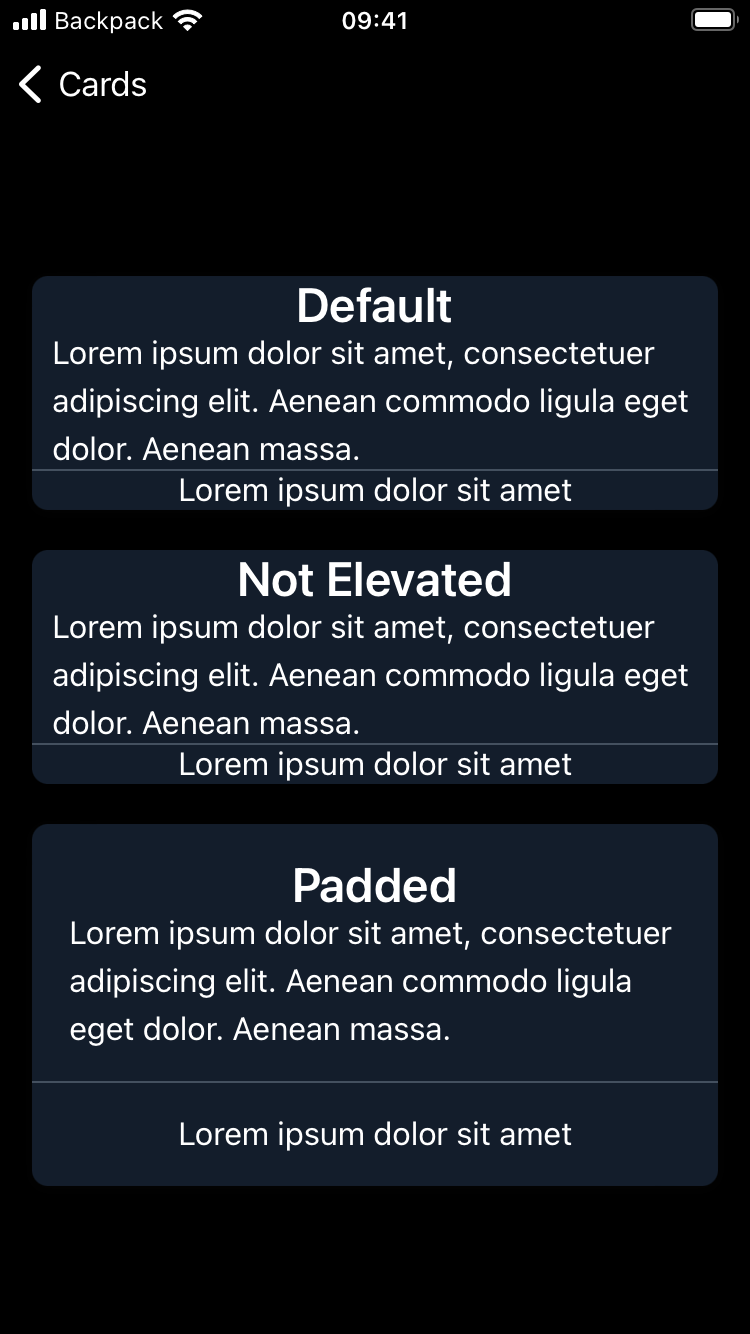 Backpack 09:41
Cards
Default
Lorem ipsum dolor sit amet, consectetuer
adipiscing elit. Aenean commodo ligula eget
dolor. Aenean massa.
Lorem ipsum dolor sit amet
Not Elevated
Lorem ipsum dolor sit amet, consectetuer
adipiscing elit. Aenean commodo ligula eget
dolor. Aenean massa.
Lorem ipsum dolor sit amet
Padded
Lorem ipsum dolor sit amet, consectetuer
adipiscing elit. Aenean commodo ligula
eget dolor. Aenean massa.
Lorem ipsum dolor sit amet